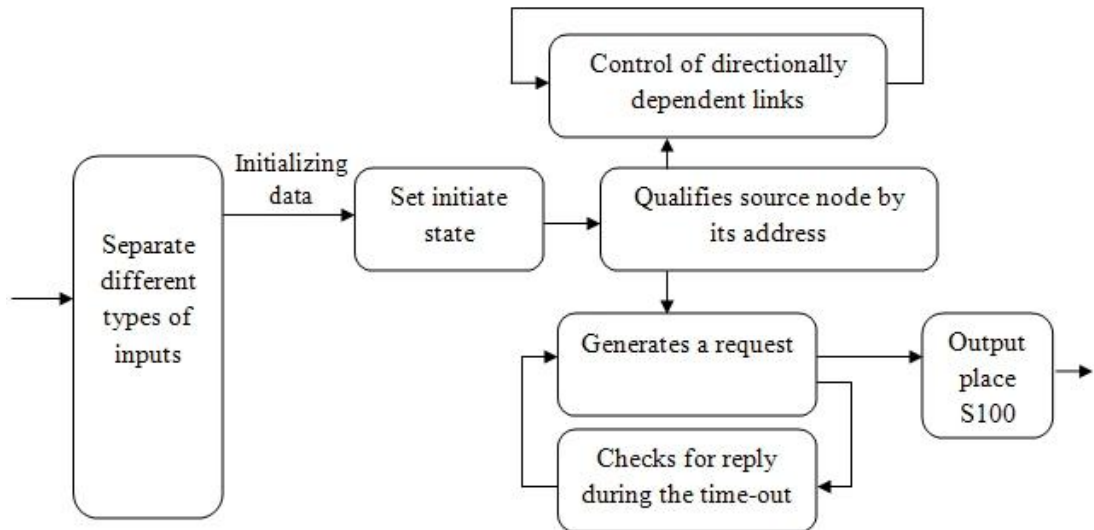 Control of directionally
dependent links
Initializing
data
Set initiate
state
Qualifies source node by
its address
Separate
different
types of
inputs
Generates a request
Output
place
S100
Checks for reply
during the time-out